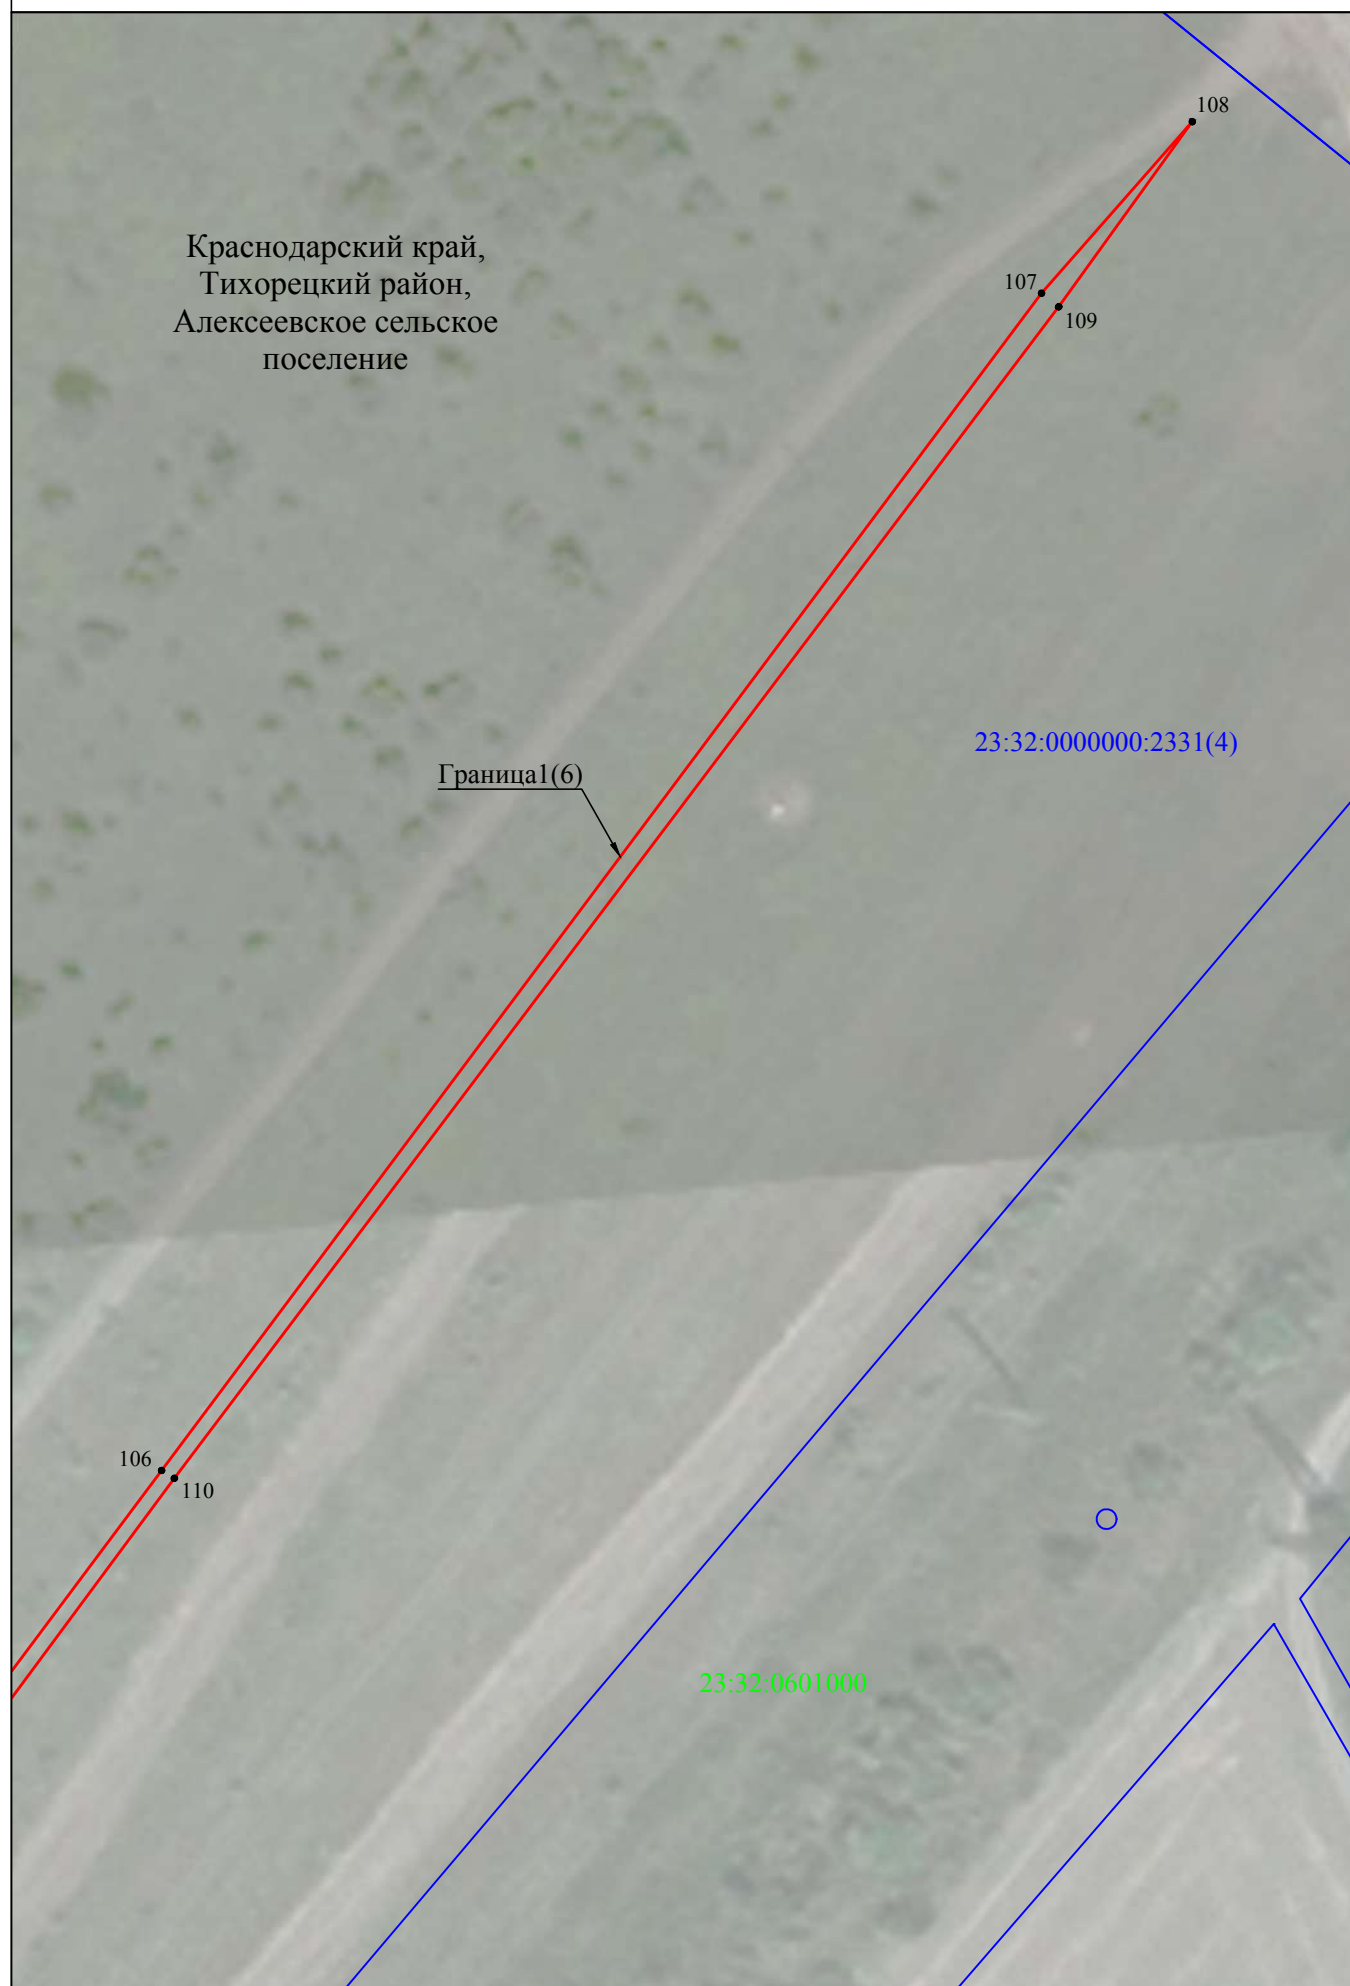 108
Краснодарский край,
Тихорецкий район,
Алексеевское сельское
поселение
107
109
23:32:0000000:2331(4)
Граница1(6)
106
110
23:32:0601000